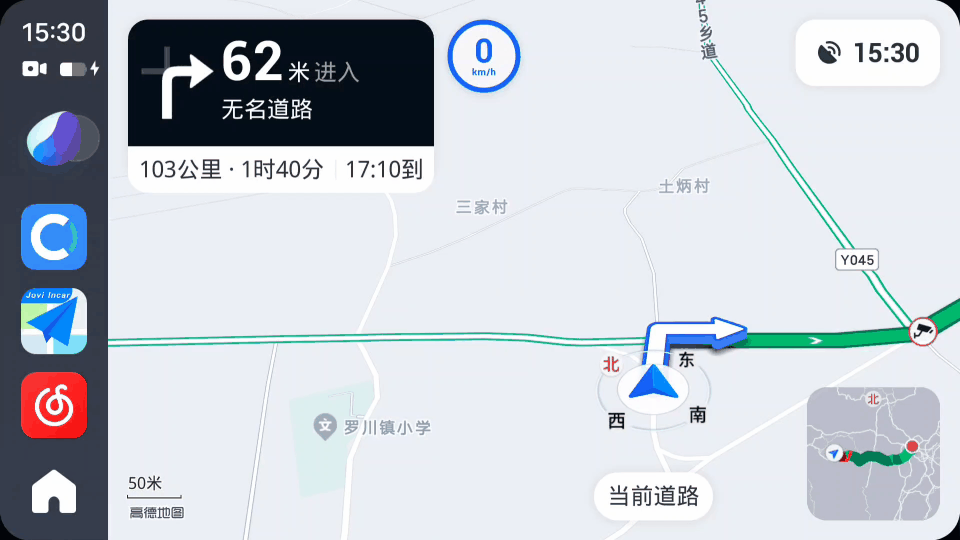 15:30
Jovi Incar
62 米 进入
无名道路
103公里 · 1时40分 17:10到
0
km/h
15:30
45乡道
土炳村
三家村
Y045
北
东
西
南
文
罗川镇小学
北
50米
高德地图
当前道路